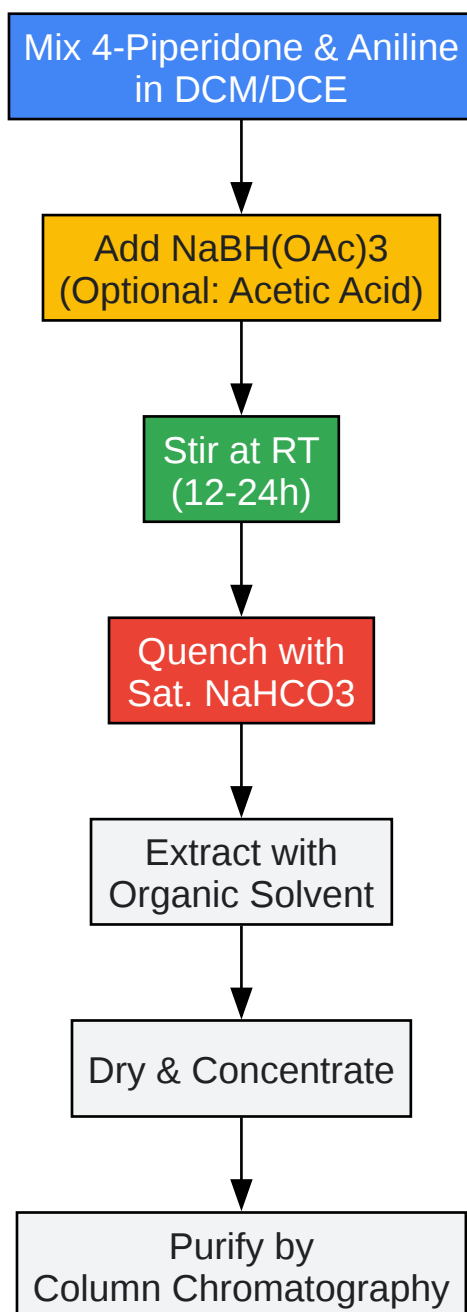 Mix 4-Piperidone & Aniline
in DCM/DCE
Add NaBH(OAc)3
(Optional: Acetic Acid)
Stir at RT
(12-24h)
Quench with
Sat. NaHCO3
Extract with
Organic Solvent
Dry & Concentrate
Purify by
Column Chromatography